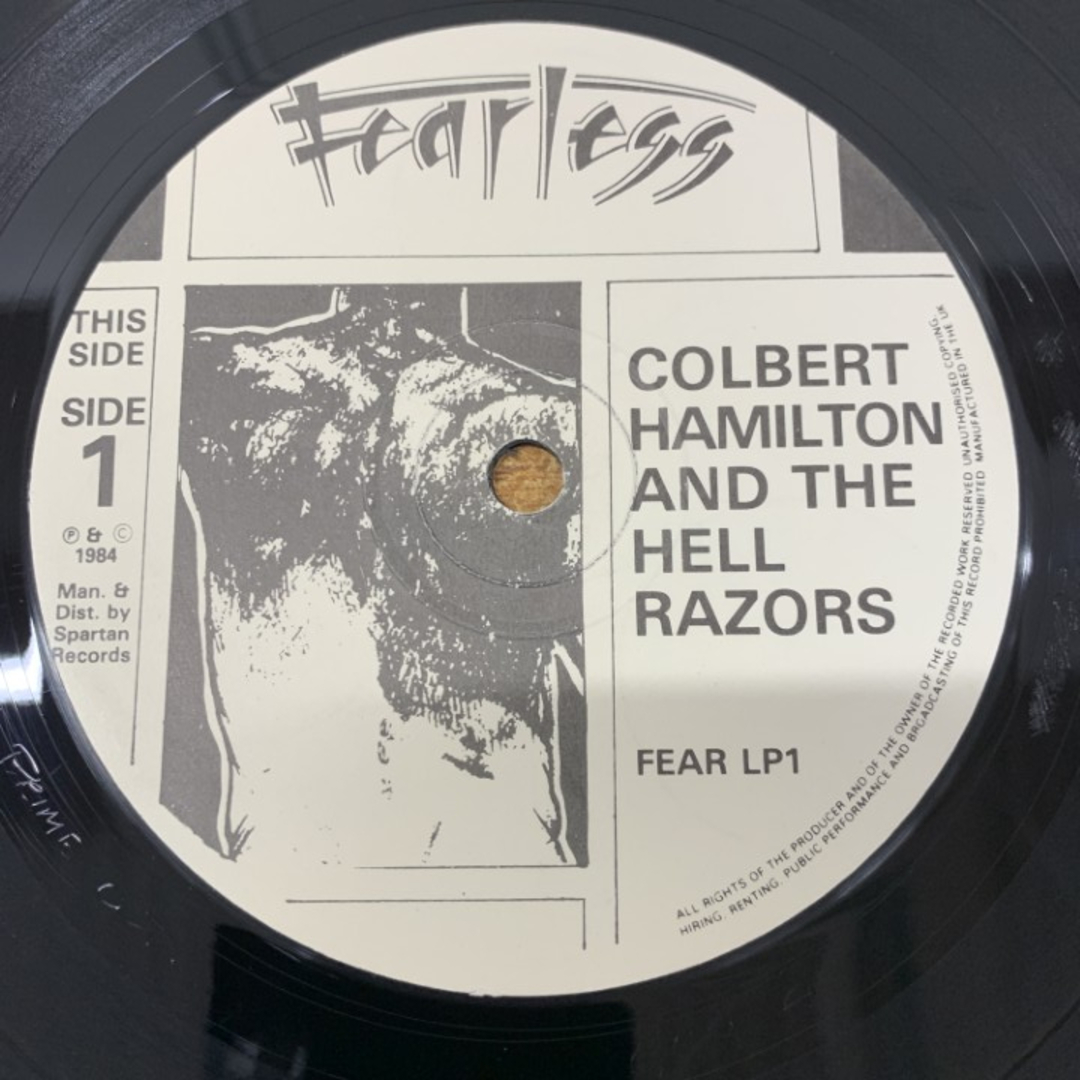 Fearless
THIS
SIDE
SIDE
1
℗ & ©
1984
Man. &
Dist. by
Spartan
Records
COLBERT
HAMILTON
AND THE
HELL
RAZORS
FEAR LP1
ALL RIGHTS OF THE PRODUCER AND OF THE OWNER OF THE RECORDED WORK RESERVED UNAUTHORISED COPYING,
HIRING, RENTING, PUBLIC PERFORMANCE AND BROADCASTING OF THIS RECORD PROHIBITED MANUFACTURED IN THE UK
PRIME